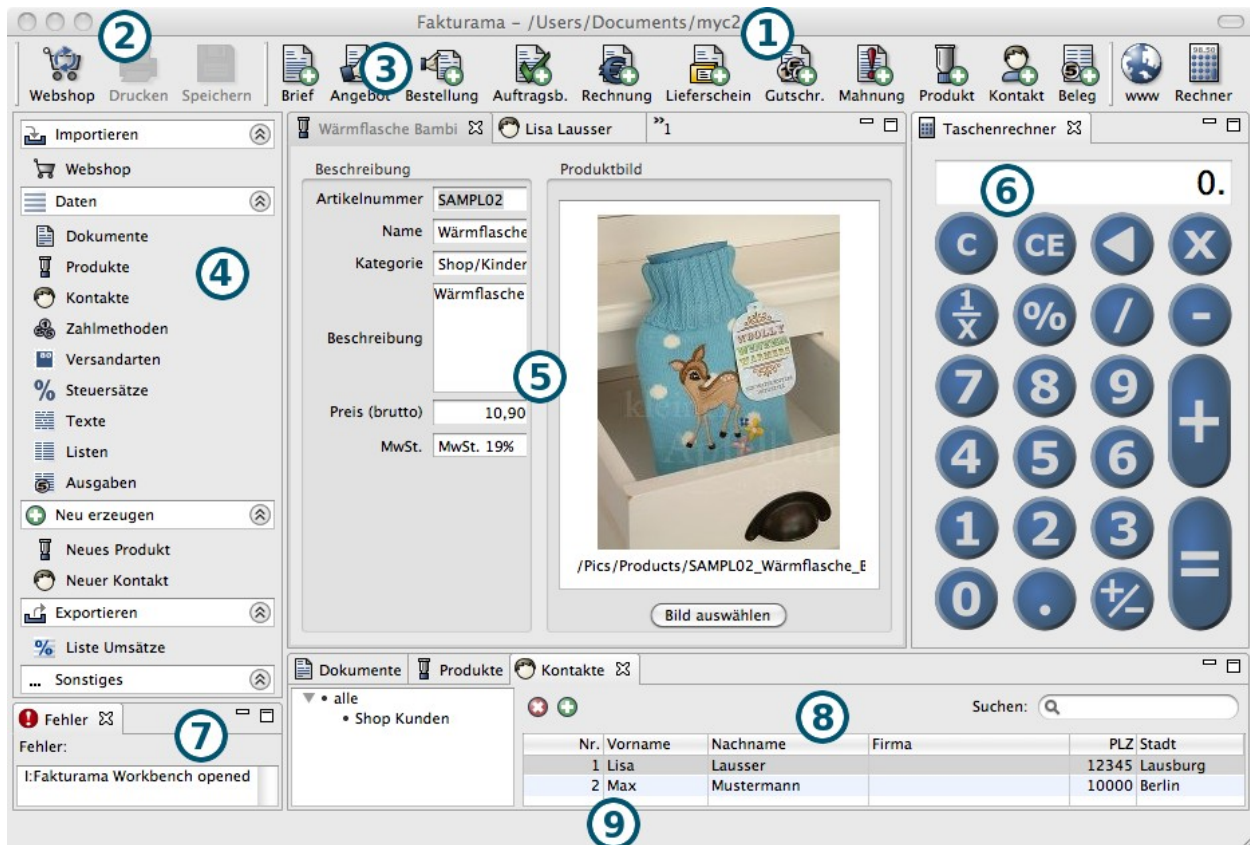 Fakturama – /Users/Documents/myc2
1
2
3
Webshop Drucken Speichern Brief Angebot Bestellung Auftragsb. Rechnung Lieferschein Gutschr. Mahnung Produkt Kontakt Beleg www Rechner
Importieren
Webshop
Daten
Dokumente
Produkte
Kontakte
Zahlmethoden
Versandarten
Steuersätze
Texte
Listen
Ausgaben
Neu erzeugen
Neues Produkt
Neuer Kontakt
Exportieren
Liste Umsätze
... Sonstiges
4
Wärmflasche Bambi Lisa Lausser »1
Beschreibung
Artikelnummer SAMPL02
Name Wärmflasche
Kategorie Shop/Kinder
Beschreibung Wärmflasche
Preis (brutto) 10,90
MwSt. MwSt. 19%
5
Produktbild
WOOLLY
WARMERS
/Pics/Products/SAMPL02_Wärmflasche_B
Bild auswählen
Taschenrechner
6
0.
98.50
C CE X
1/X % / -
7 8 9 +
4 5 6
1 2 3 =
0 . +/-
Fehler
7
Fehler:
I:Fakturama Workbench opened
Dokumente Produkte Kontakte
alle
Shop Kunden
8
Suchen:
Nr. Vorname Nachname Firma PLZ Stadt
1 Lisa Lausser 12345 Lausburg
2 Max Mustermann 10000 Berlin
9